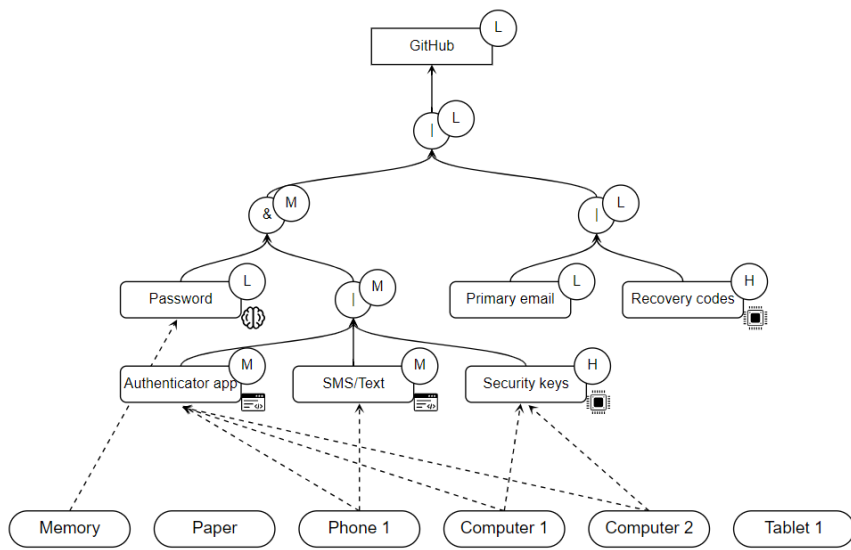 L
GitHub
L
|
M
&
L
|
L
Password
M
|
L
Primary email
H
Recovery codes
M
Authenticator app
M
SMS/Text
H
Security keys
Memory
Paper
Phone 1
Computer 1
Computer 2
Tablet 1